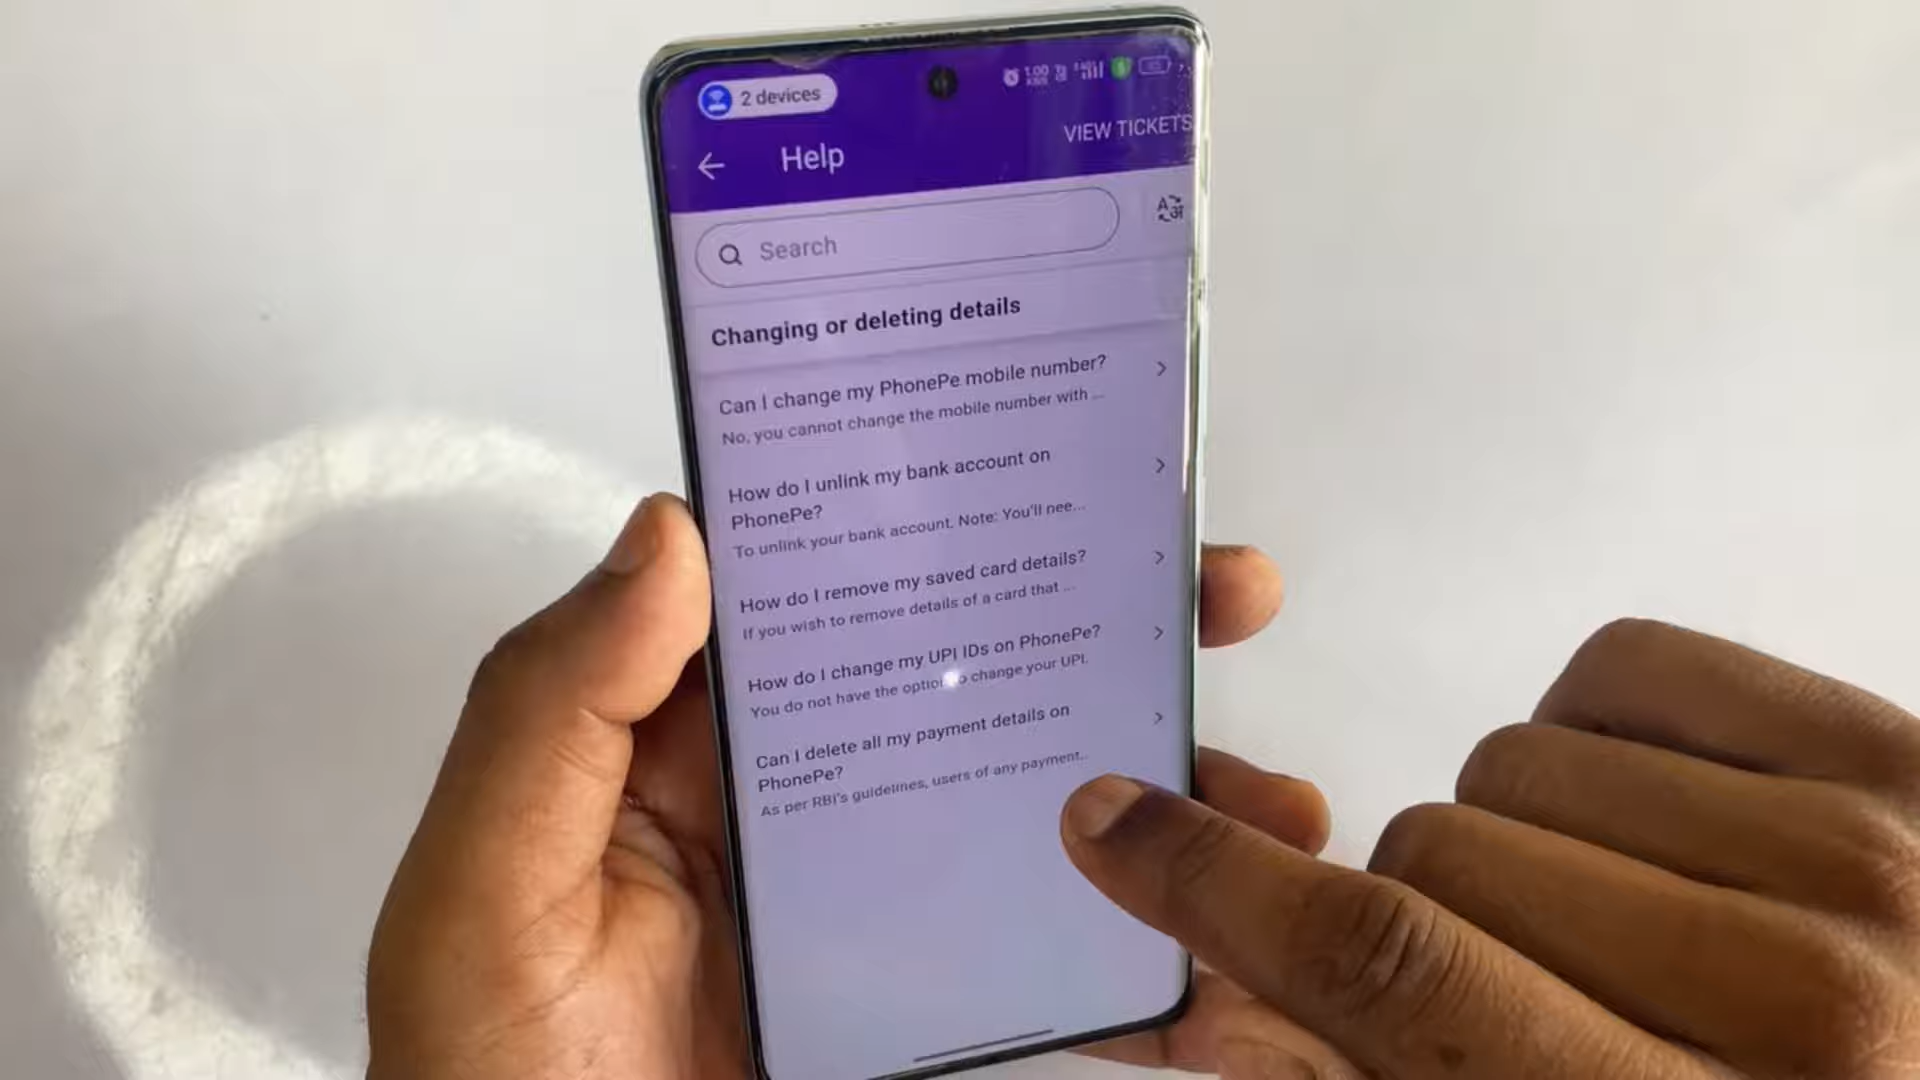 2 devices
1.00
KB/S
VIEW TICKETS
Help
Search
Changing or deleting details
Can I change my PhonePe mobile number?
No, you cannot change the mobile number with ...
How do I unlink my bank account on
PhonePe?
To unlink your bank account. Note: You'll nee...
How do I remove my saved card details?
If you wish to remove details of a card that ...
How do I change my UPI IDs on PhonePe?
You do not have the option to change your UPI.
Can I delete all my payment details on
PhonePe?
As per RBI's guidelines, users of any payment...